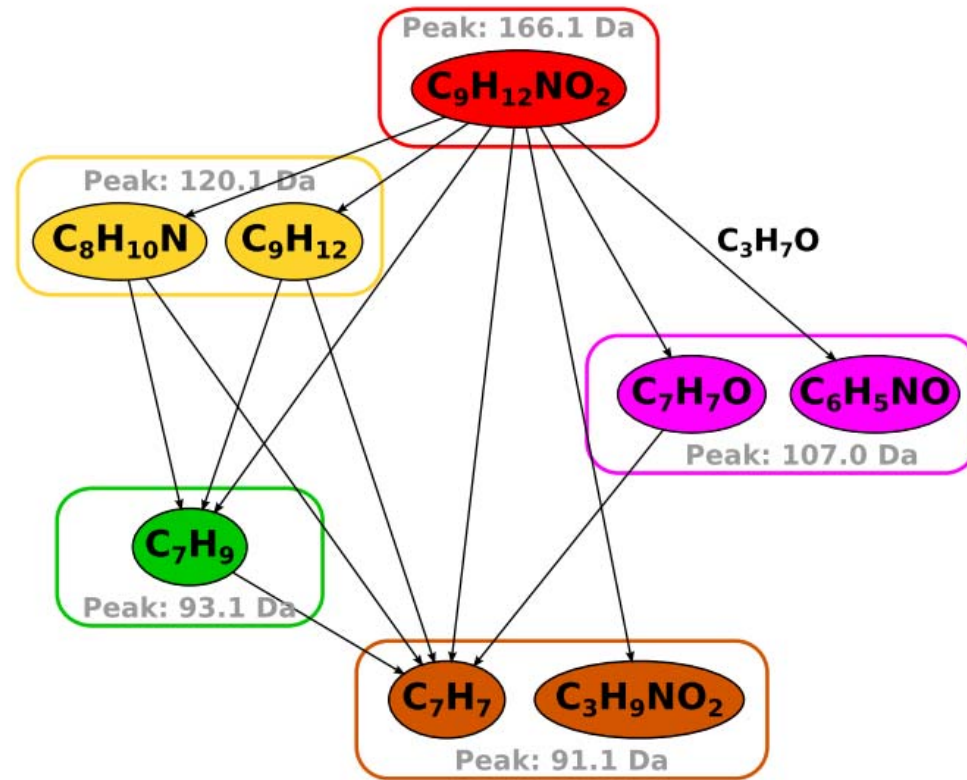 Peak: 166.1 Da
C₉H₁₂NO₂
Peak: 120.1 Da
C₈H₁₀N
C₉H₁₂
C₃H₇O
C₇H₇O
C₆H₅NO
Peak: 107.0 Da
C₇H₉
Peak: 93.1 Da
C₇H₇
C₃H₉NO₂
Peak: 91.1 Da